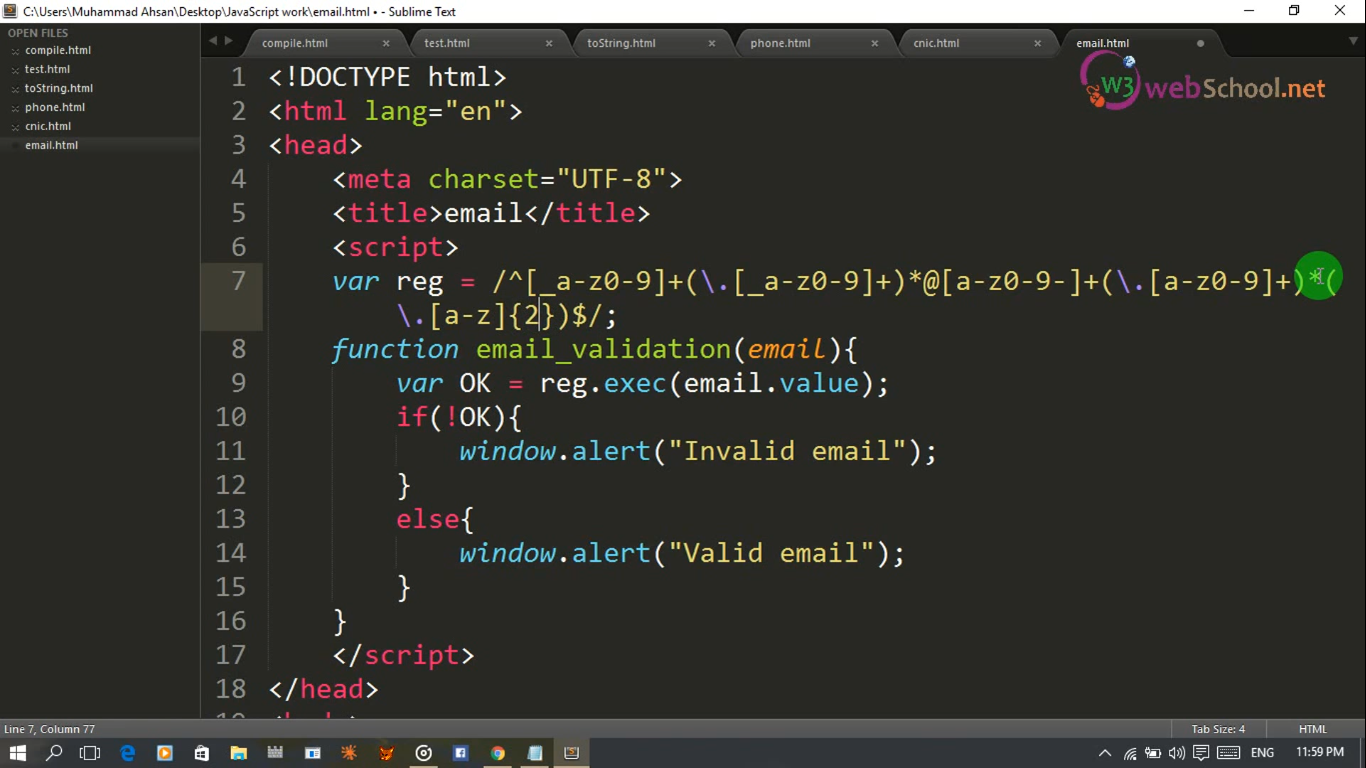 C:\Users\Muhammad Ahsan\Desktop\JavaScript work\email.html • - Sublime Text
OPEN FILES
compile.html
test.html
toString.html
phone.html
cnic.html
email.html
compile.html
test.html
toString.html
phone.html
cnic.html
email.html
W3 webSchool.net
1 <!DOCTYPE html>
2 <html lang="en">
3 <head>
4 <meta charset="UTF-8">
5 <title>email</title>
6 <script>
7 var reg = /^[_a-z0-9]+(\.[_a-z0-9]+)*@[a-z0-9-]+(\.[a-z0-9]+)*(
\.[a-z]{2})$/;
8 function email_validation(email){
9 var OK = reg.exec(email.value);
10 if(!OK){
11 window.alert("Invalid email");
12 }
13 else{
14 window.alert("Valid email");
15 }
16 }
17 </script>
18 </head>
Line 7, Column 77
Tab Size: 4
HTML
ENG
11:59 PM